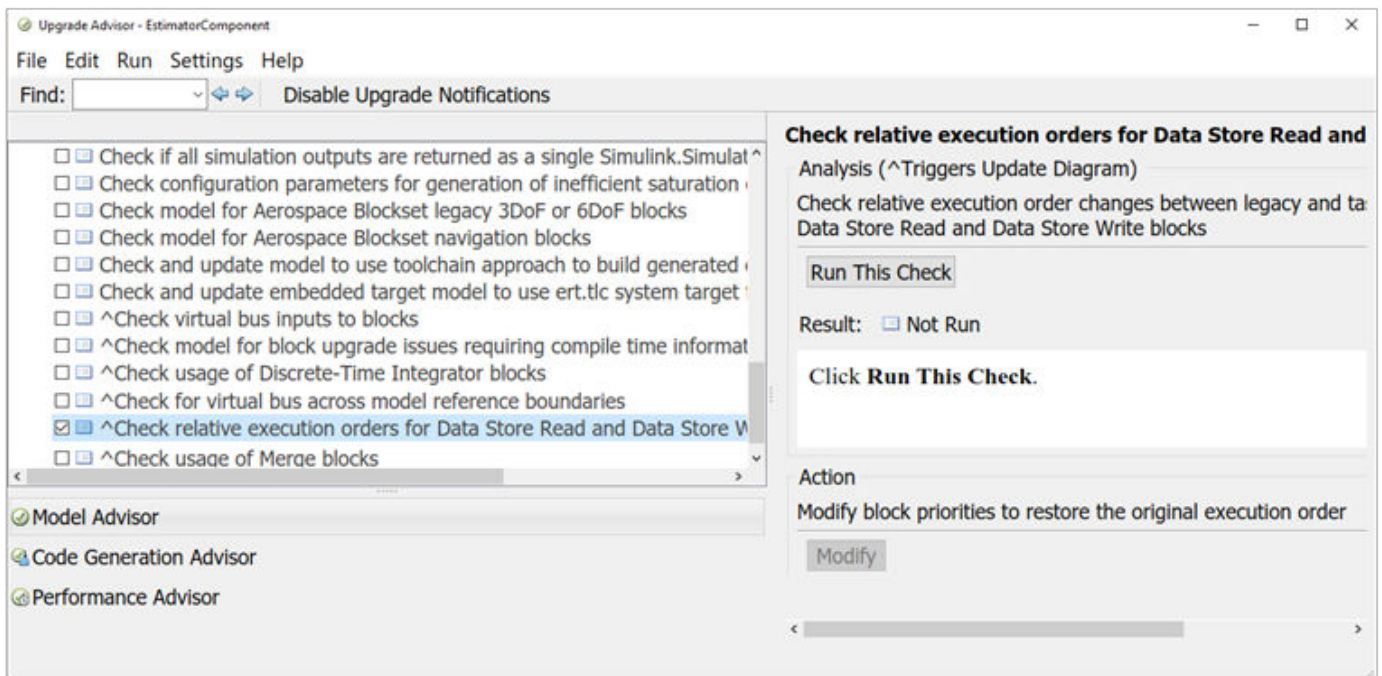 Upgrade Advisor - EstimatorComponent
File Edit Run Settings Help
Find: Disable Upgrade Notifications
Check if all simulation outputs are returned as a single Simulink.Simulat
Check configuration parameters for generation of inefficient saturation
Check model for Aerospace Blockset legacy 3DoF or 6DoF blocks
Check model for Aerospace Blockset navigation blocks
Check and update model to use toolchain approach to build generated
Check and update embedded target model to use ert.tlc system target
^Check virtual bus inputs to blocks
^Check model for block upgrade issues requiring compile time informat
^Check usage of Discrete-Time Integrator blocks
^Check for virtual bus across model reference boundaries
^Check relative execution orders for Data Store Read and Data Store W
^Check usage of Merge blocks
Model Advisor
Code Generation Advisor
Performance Advisor
Check relative execution orders for Data Store Read and
Analysis (^Triggers Update Diagram)
Check relative execution order changes between legacy and ta
Data Store Read and Data Store Write blocks
Run This Check
Result: Not Run
Click Run This Check.
Action
Modify block priorities to restore the original execution order
Modify